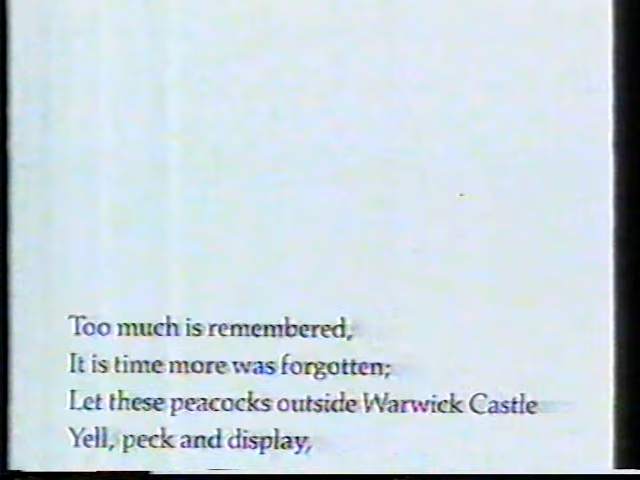 Too much is remembered,
It is time more was forgotten;
Let these peacocks outside Warwick Castle
Yell, peck and display,